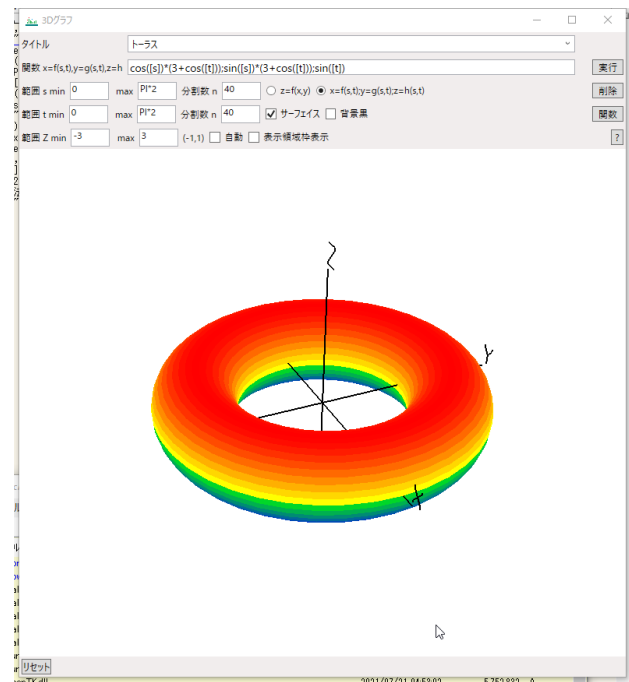 3Dグラフ
タイトル トーラス
関数 x=f(s,t),y=g(s,t),z=h cos([s])*(3+cos([t]));sin([s])*(3+cos([t]));sin([t]) 実行
範囲 s min 0 max PI*2 分割数 n 40 z=f(x,y) x=f(s,t);y=g(s,t);z=h(s,t) 削除
範囲 t min 0 max PI*2 分割数 n 40 サーフェイス 背景黒 関数
範囲 Z min -3 max 3 (-1,1) 自動 表示領域枠表示 ?
Z
Y
X
リセット